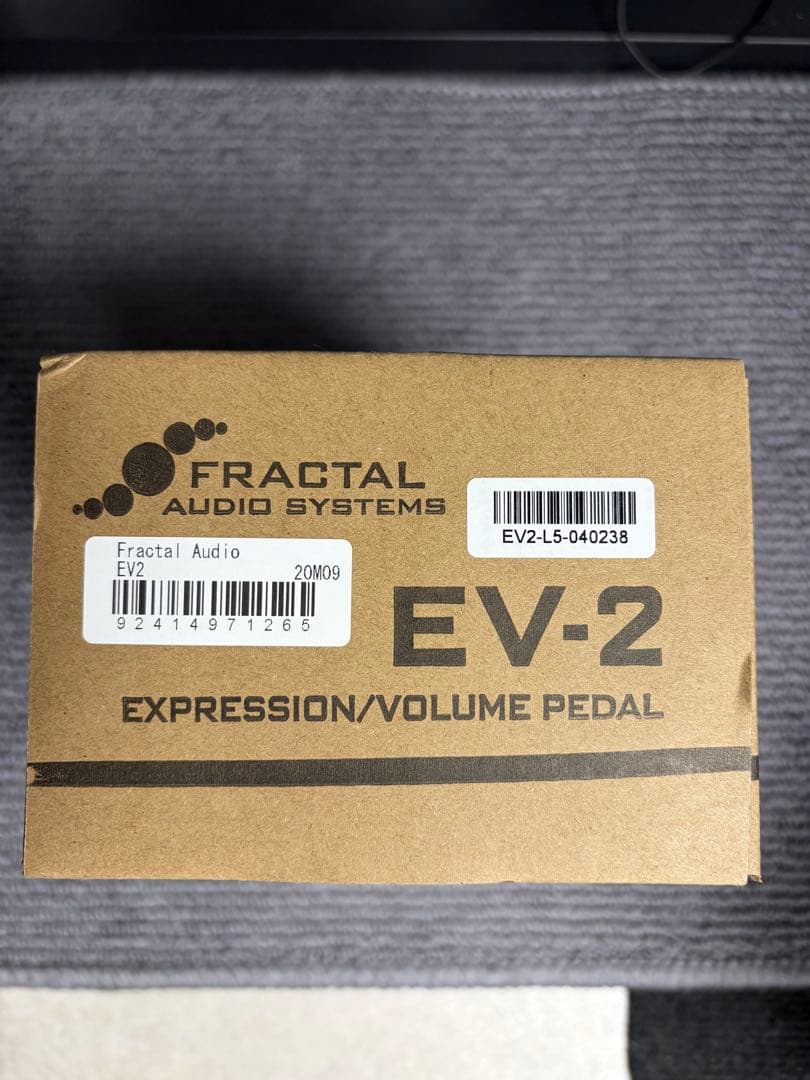 FRACTAL
AUDIO SYSTEMS
EV2-L5-040238
Fractal Audio
EV2 20M09
92414971265
EV-2
EXPRESSION/VOLUME PEDAL